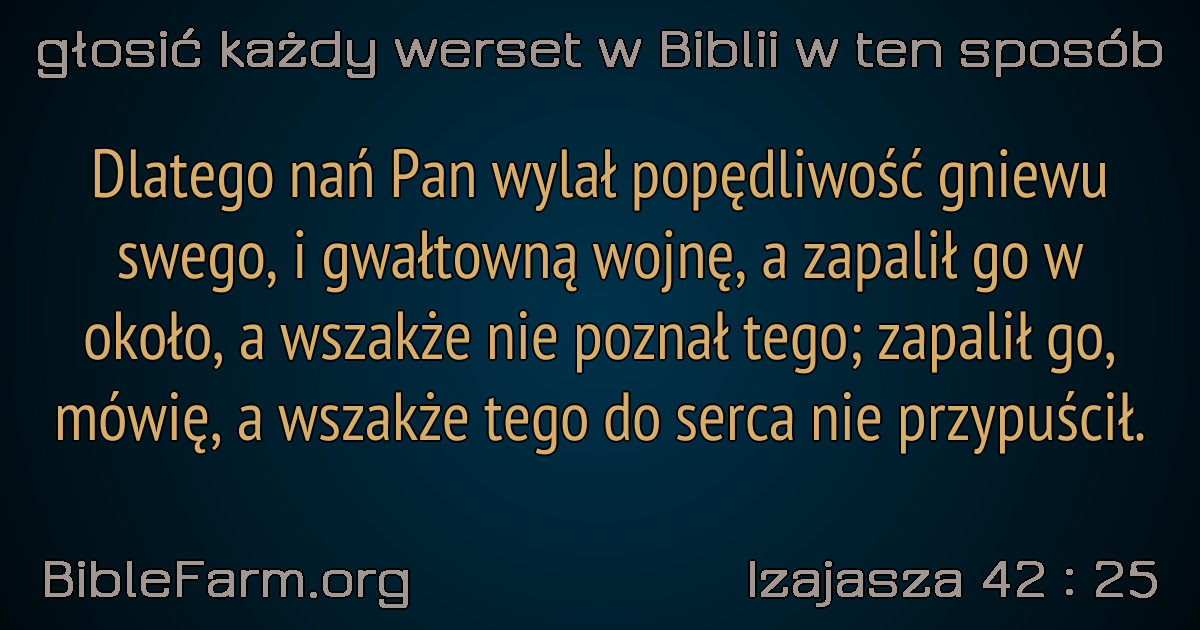 głosić każdy werset w Biblii w ten sposób
Dlatego nań Pan wylał popędliwość gniewu
swego, i gwałtowną wojnę, a zapalił go w
około, a wszakże nie poznał tego; zapalił go,
mówię, a wszakże tego do serca nie przypuścił.
BibleFarm.org
Izajasza 42 : 25